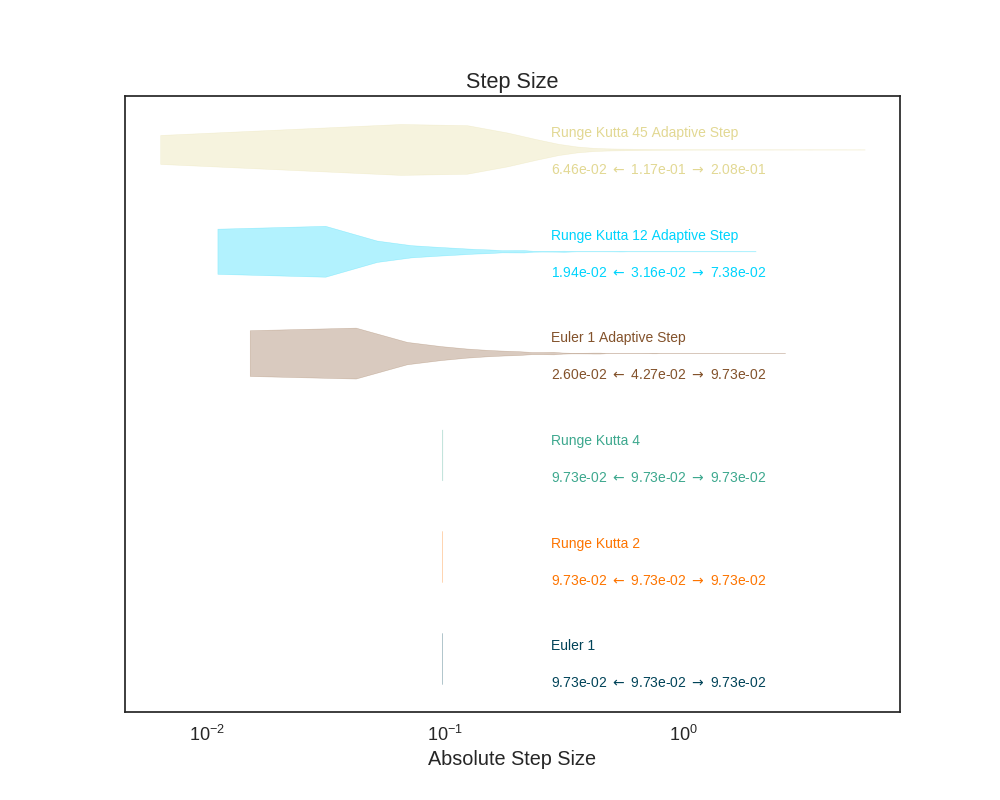 Step Size
Runge Kutta 45 Adaptive Step
6.46e-02 ← 1.17e-01 → 2.08e-01
Runge Kutta 12 Adaptive Step
1.94e-02 ← 3.16e-02 → 7.38e-02
Euler 1 Adaptive Step
2.60e-02 ← 4.27e-02 → 9.73e-02
Runge Kutta 4
9.73e-02 ← 9.73e-02 → 9.73e-02
Runge Kutta 2
9.73e-02 ← 9.73e-02 → 9.73e-02
Euler 1
9.73e-02 ← 9.73e-02 → 9.73e-02
10⁻² 10⁻¹ 10⁰
Absolute Step Size